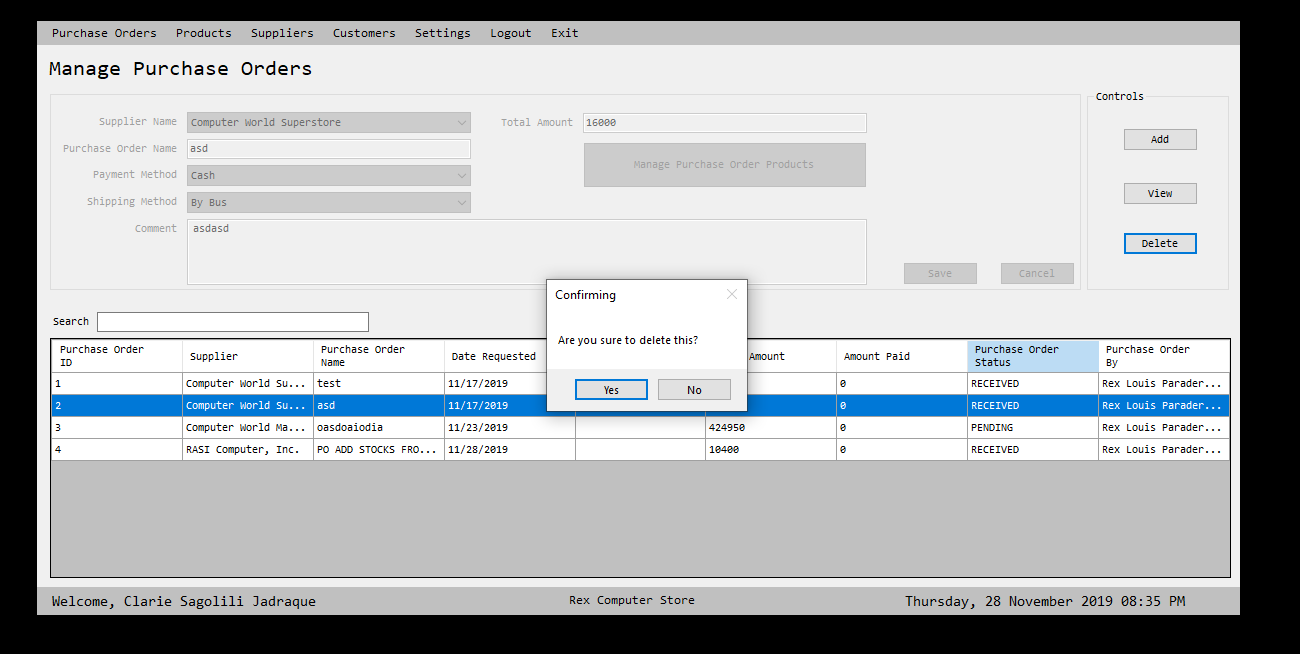 Purchase Orders Products Suppliers Customers Settings Logout Exit
Manage Purchase Orders
Controls
Supplier Name Computer World Superstore Total Amount 16000
Add
Purchase Order Name asd
Manage Purchase Order Products
Payment Method Cash
View
Shipping Method By Bus
Comment asdasd
Delete
Save Cancel
Confirming
Are you sure to delete this?
Yes No
Search
Purchase Order ID Supplier Purchase Order Name Date Requested Amount Amount Paid Purchase Order Status Purchase Order By
1 Computer World Su... test 11/17/2019 0 RECEIVED Rex Louis Parader...
2 Computer World Su... asd 11/17/2019 0 RECEIVED Rex Louis Parader...
3 Computer World Ma... oasdoaiodia 11/23/2019 424950 0 PENDING Rex Louis Parader...
4 RASI Computer, Inc. PO ADD STOCKS FRO... 11/28/2019 10400 0 RECEIVED Rex Louis Parader...
Welcome, Clarie Sagolili Jadraque Rex Computer Store Thursday, 28 November 2019 08:35 PM